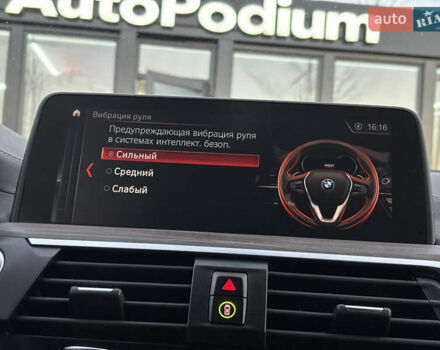 AutoPodium
auto RIA
Вибрация руля
16:16
Предупреждающая вибрация руля
в системах интеллект. безоп.
Сильный
Средний
Слабый